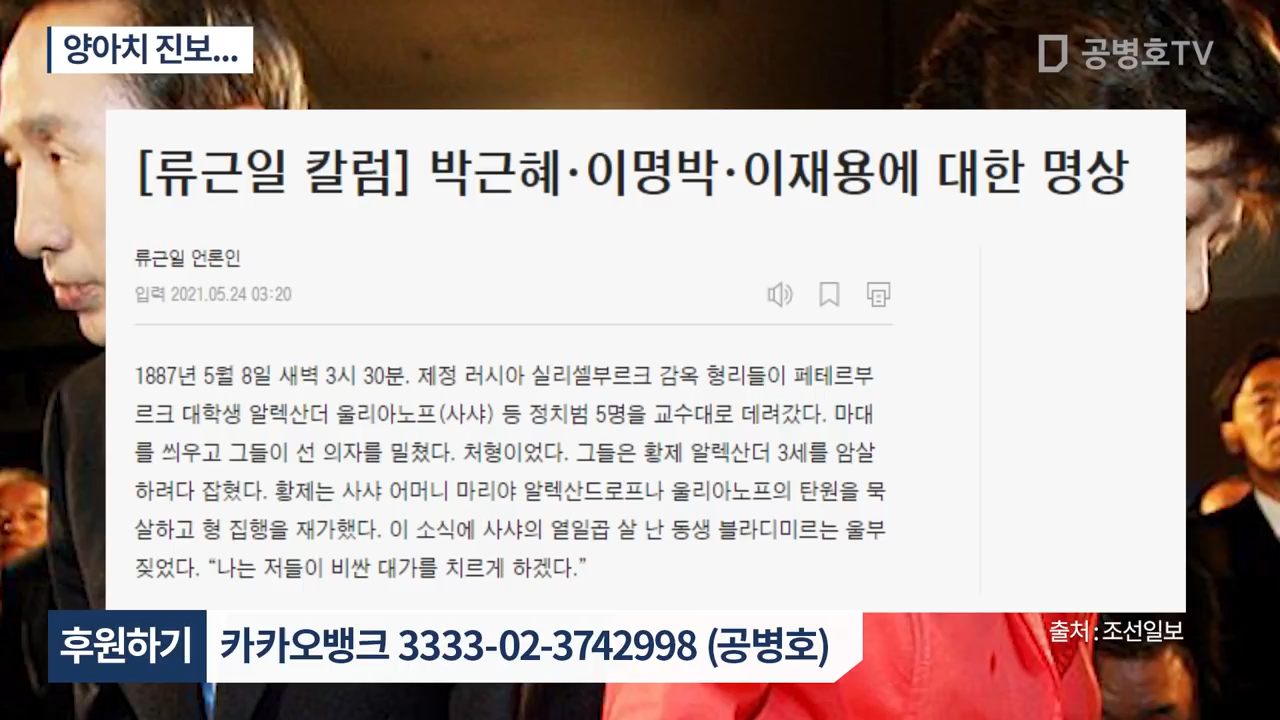 양아치 진보...
공병호TV
[류근일 칼럼] 박근혜·이명박·이재용에 대한 명상
류근일 언론인
입력 2021.05.24 03:20
1887년 5월 8일 새벽 3시 30분. 제정 러시아 실리셀부르크 감옥 형리들이 페테르부
르크 대학생 알렉산더 울리아노프(사샤) 등 정치범 5명을 교수대로 데려갔다. 마대
를 씌우고 그들이 선 의자를 밀쳤다. 처형이었다. 그들은 황제 알렉산더 3세를 암살
하려다 잡혔다. 황제는 사샤 어머니 마리야 알렉산드로프나 울리아노프의 탄원을 묵
살하고 형 집행을 재가했다. 이 소식에 사샤의 열일곱 살 난 동생 블라디미르는 울부
짖었다. “나는 저들이 비싼 대가를 치르게 하겠다.”
후원하기 카카오뱅크 3333-02-3742998 (공병호)
출처 : 조선일보